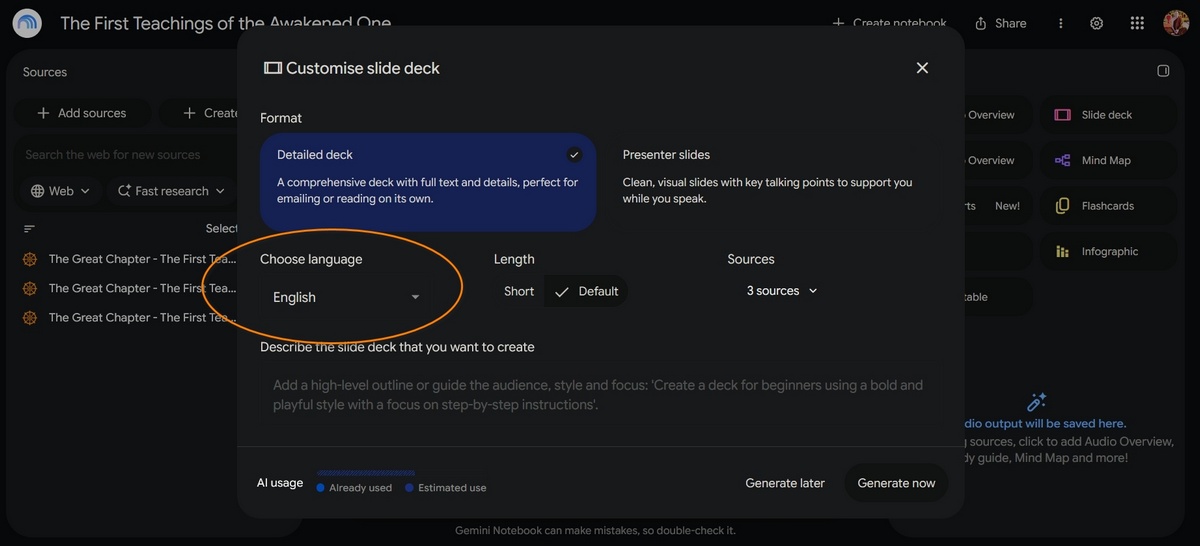 The First Teachings of the Awakened One
Create notebook
Share
Sources
Add sources
Create
Search the web for new sources
Web
Fast research
Select
The Great Chapter - The First Tea...
The Great Chapter - The First Tea...
The Great Chapter - The First Tea...
Customise slide deck
Format
Detailed deck
A comprehensive deck with full text and details, perfect for
emailing or reading on its own.
Presenter slides
Clean, visual slides with key talking points to support you
while you speak.
Choose language
English
Length
Short
Default
Sources
3 sources
Describe the slide deck that you want to create
Add a high-level outline or guide the audience, style and focus: 'Create a deck for beginners using a bold and
playful style with a focus on step-by-step instructions'.
AI usage
Already used
Estimated use
Generate later
Generate now
Overview
Slide deck
Overview
Mind Map
New!
Flashcards
Infographic
output will be saved here.
sources, click to add Audio Overview,
guide, Mind Map and more!
Gemini Notebook can make mistakes, so double-check it.